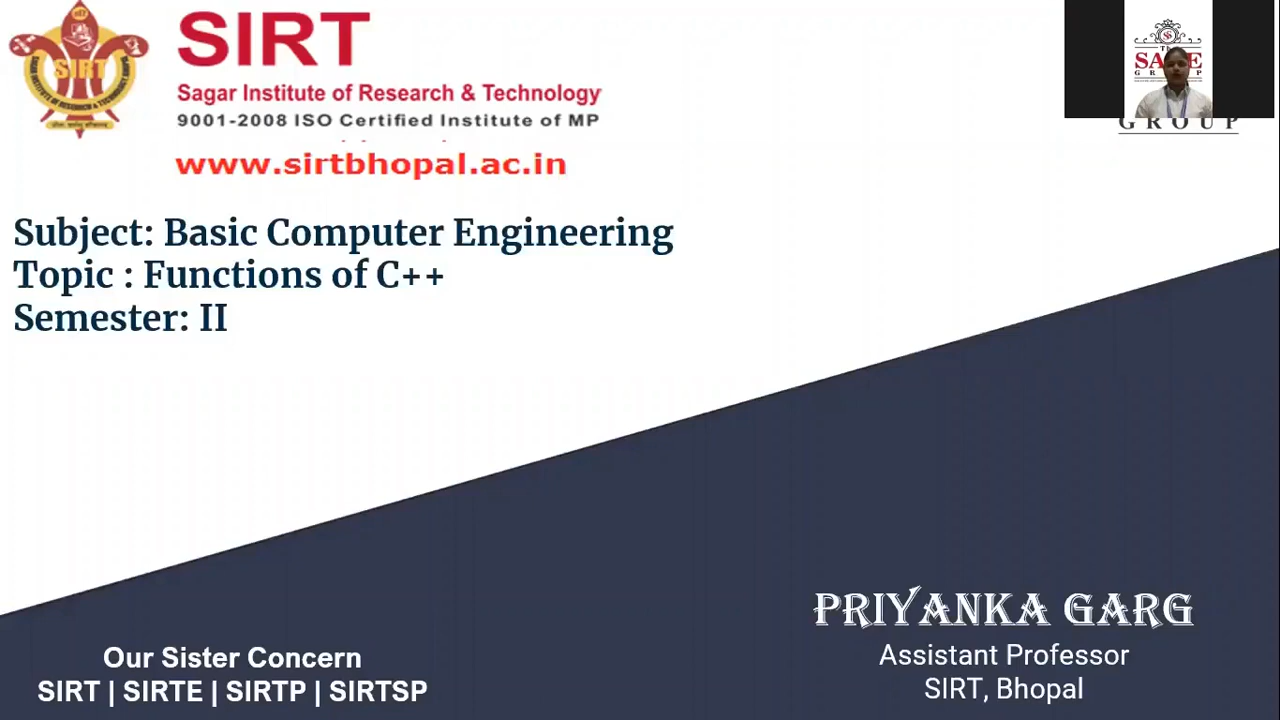 SIRT
Sagar Institute of Research & Technology
9001-2008 ISO Certified Institute of MP
www.sirtbhopal.ac.in
SIRT
GROUP
Subject: Basic Computer Engineering
Topic : Functions of C++
Semester: II
PRIYANKA GARG
Assistant Professor
SIRT, Bhopal
Our Sister Concern
SIRT | SIRTE | SIRTP | SIRTSP